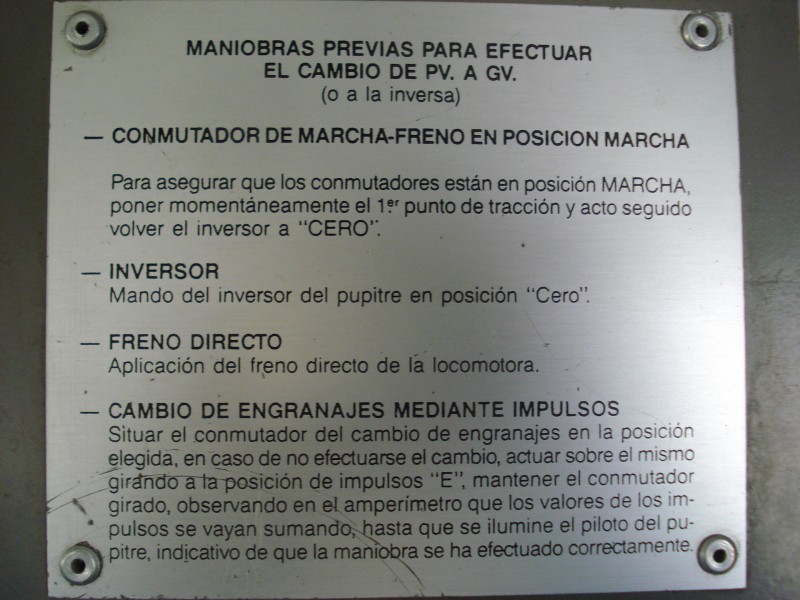 MANIOBRAS PREVIAS PARA EFECTUAR
EL CAMBIO DE PV. A GV.
(o a la inversa)
— CONMUTADOR DE MARCHA-FRENO EN POSICION MARCHA
Para asegurar que los conmutadores están en posición MARCHA,
poner momentáneamente el 1.er punto de tracción y acto seguido
volver el inversor a "CERO".
— INVERSOR
Mando del inversor del pupitre en posición "Cero".
— FRENO DIRECTO
Aplicación del freno directo de la locomotora.
— CAMBIO DE ENGRANAJES MEDIANTE IMPULSOS
Situar el conmutador del cambio de engranajes en la posición
elegida, en caso de no efectuarse el cambio, actuar sobre el mismo
girando a la posición de impulsos "E", mantener el conmutador
girado, observando en el amperímetro que los valores de los im-
pulsos se vayan sumando, hasta que se ilumine el piloto del pu-
pitre, indicativo de que la maniobra se ha efectuado correctamente.